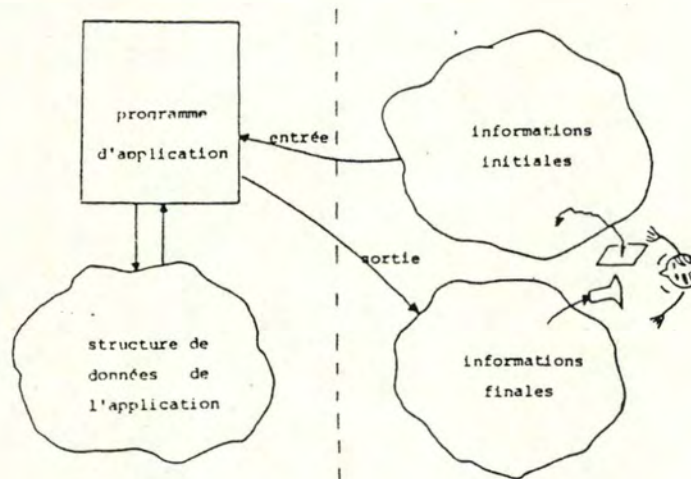 programme
d'application
entrée
informations
initiales
sortie
structure de
données de
l'application
informations
finales